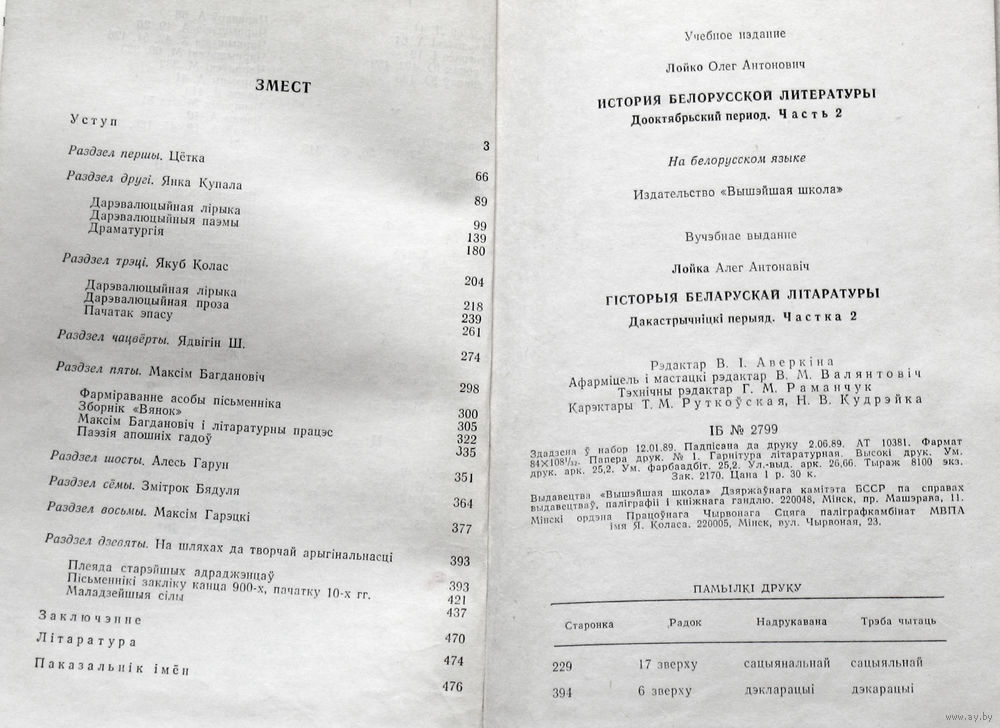 ЗМЕСТ
Уступ 3
Раздзел першы. Цётка 66
Раздзел другі. Янка Купала 89
Дарэвалюцыйная лірыка 99
Дарэвалюцыйныя паэмы 139
Драматургія 180
Раздзел трэці. Якуб Колас 204
Дарэвалюцыйная лірыка 218
Дарэвалюцыйная проза 239
Пачатак эпасу 261
Раздзел чацвёрты. Ядвігін Ш. 274
Раздзел пяты. Максім Багдановіч 298
Фарміраванне асобы пісьменніка 300
Зборнік «Вянок» 305
Максім Багдановіч і літаратурны працэс 322
Паэзія апошніх гадоў 335
Раздзел шосты. Алесь Гарун 351
Раздзел сёмы. Змітрок Бядуля 364
Раздзел восьмы. Максім Гарэцкі 377
Раздзел дзевяты. На шляхах да творчай арыгінальнасці 393
Плеяда старэйшых адраджэнцаў 393
Пісьменнікі закліку канца 900-х, пачатку 10-х гг. 421
Маладзейшыя сілы 437
Заключэнне 470
Літаратура 474
Паказальнік імён 476
Учебное издание
Лойко Олег Антонович
ИСТОРИЯ БЕЛОРУССКОЙ ЛИТЕРАТУРЫ
Дооктябрьский период. Часть 2
На белорусском языке
Издательство «Вышэйшая школа»
Вучэбнае выданне
Лойка Алег Антонавіч
ГІСТОРЫЯ БЕЛАРУСКАЙ ЛІТАРАТУРЫ
Дакастрычніцкі перыяд. Частка 2
Рэдактар В. І. Аверкіна
Афарміцель і мастацкі рэдактар В. М. Валянтовіч
Тэхнічны рэдактар Г. М. Раманчук
Карэктары Т. М. Руткоўская, Н. В. Кудрэйка
ІБ № 2799
Здадзена ў набор 12.01.89. Падпісана да друку 2.06.89. АТ 10381. Фармат
84×108¹/₃₂. Папера друк. № 1. Гарнітура літаратурная. Высокі друк. Ум.
друк. арк. 25,2. Ум. фарбаадбіт. 25,2. Ул.-выд. арк. 26,66. Тыраж 8100 экз.
Зак. 2170. Цана 1 р. 30 к.
Выдавецтва «Вышэйшая школа» Дзяржаўнага камітэта БССР па справах
выдавецтваў, паліграфіі і кніжнага гандлю. 220048, Мінск, пр. Машэрава, 11.
Мінскі ордэна Працоўнага Чырвонага Сцяга паліграфкамбінат МВПА
імя Я. Коласа. 220005, Мінск, вул. Чырвоная, 23.
ПАМЫЛКІ ДРУКУ
Старонка Радок Надрукавана Трэба чытаць
229 17 зверху сацыянальнай сацыяльнай
394 6 зверху дэкларацыі дэкарацыі
www.ay.by